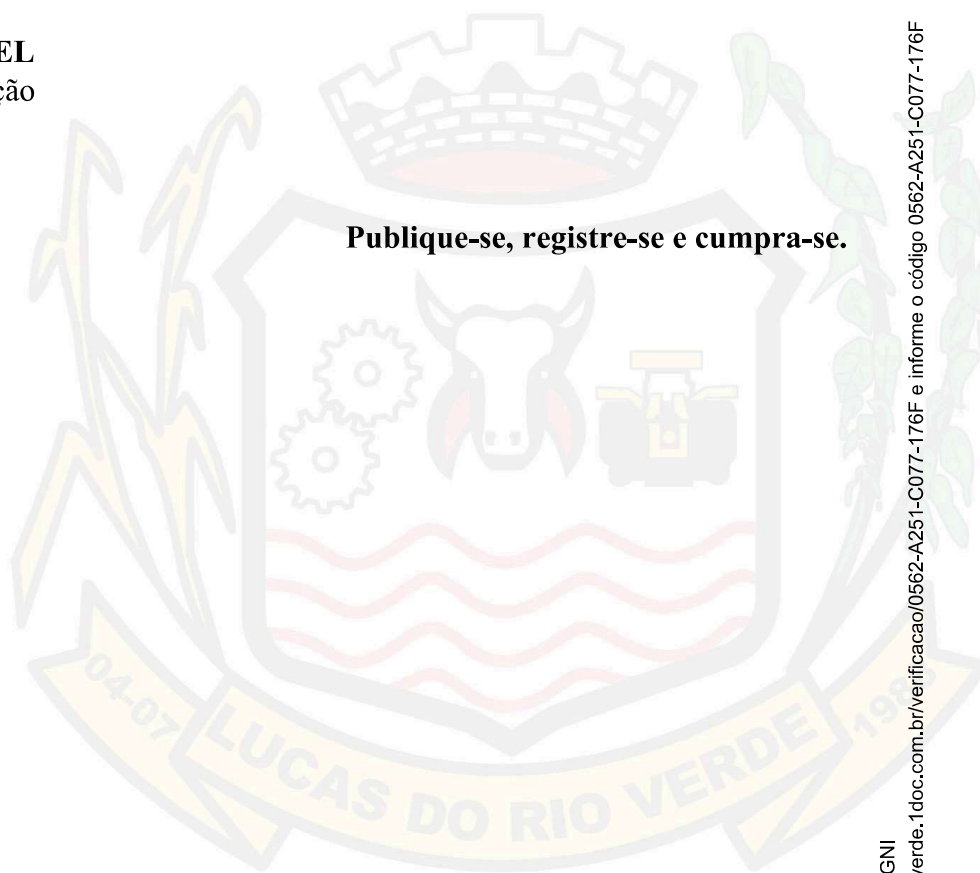 EL
ção
Publique-se, registre-se e cumpra-se.
04-07
LUCAS DO RIO VERDE
GNI
verde.1doc.com.br/verificacao/0562-A251-C077-176F e informe o código 0562-A251-C077-176F